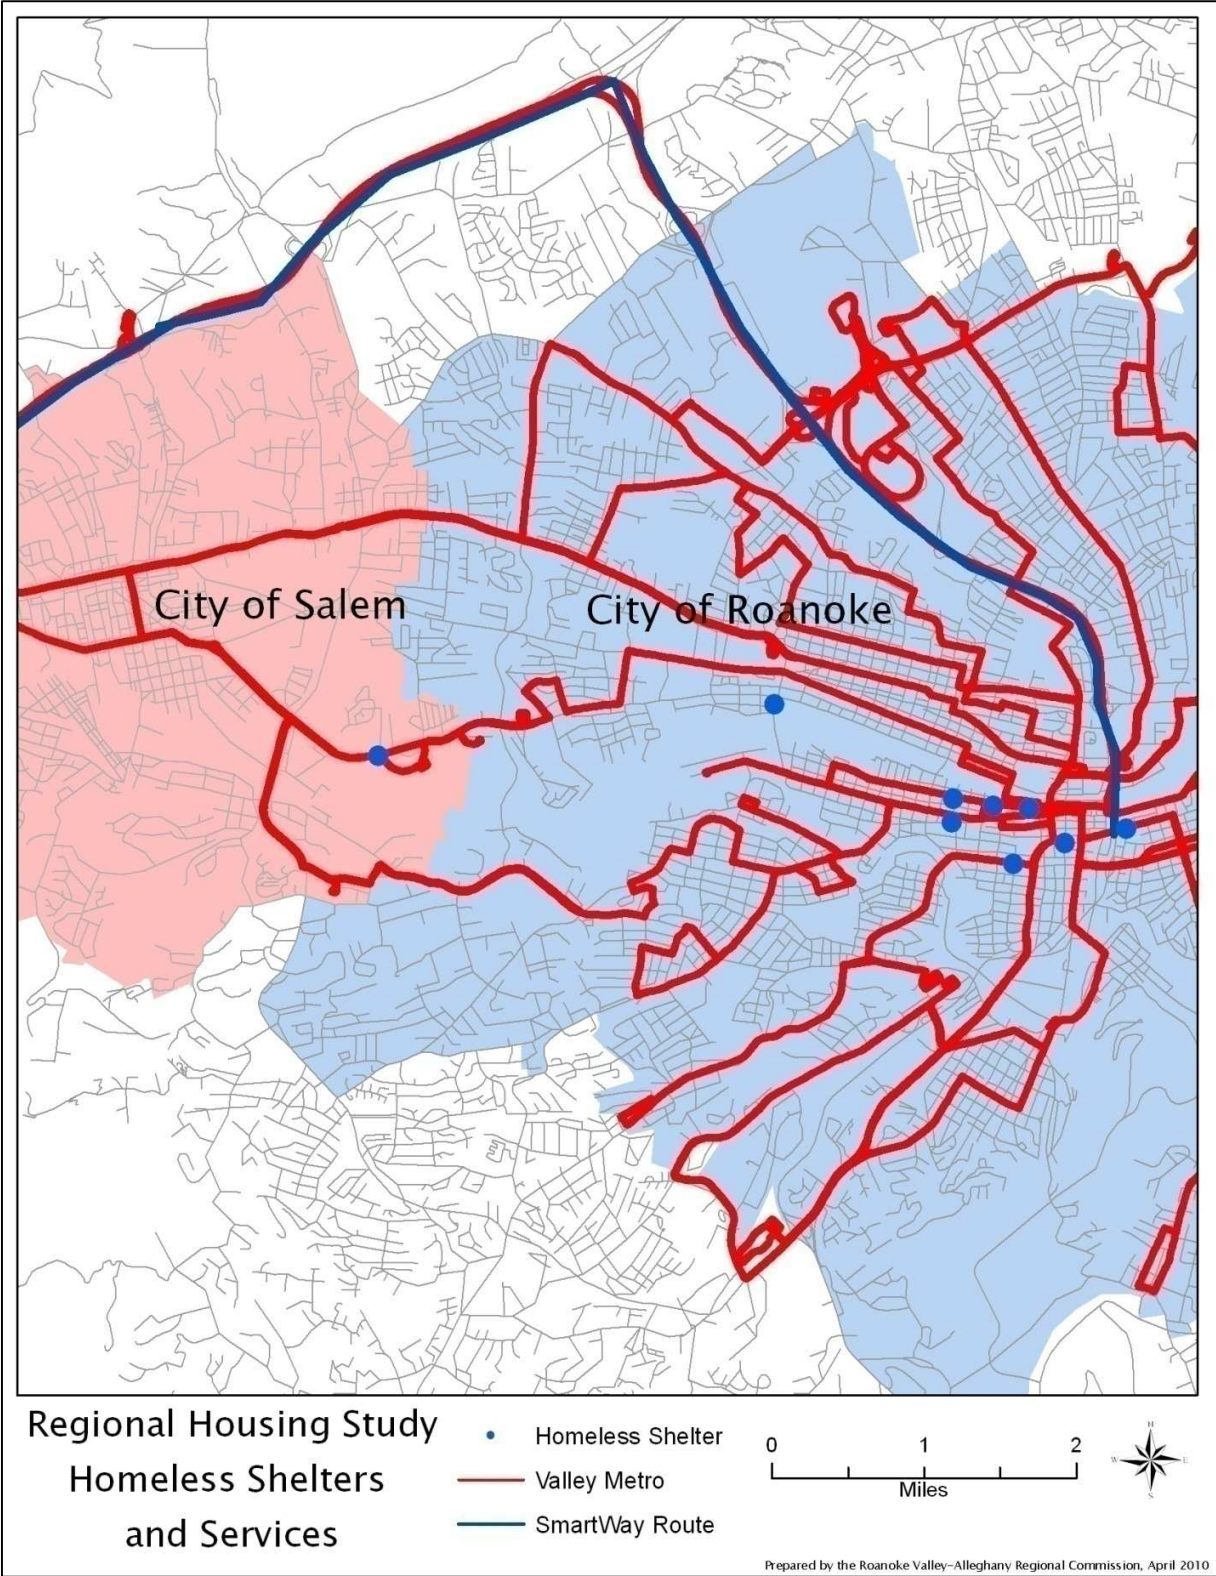 City of Salem
City of Roanoke
Regional Housing Study
Homeless Shelters
and Services
Homeless Shelter
Valley Metro
SmartWay Route
0 1 2
Miles
N
W E
S
Prepared by the Roanoke Valley-Alleghany Regional Commission, April 2010